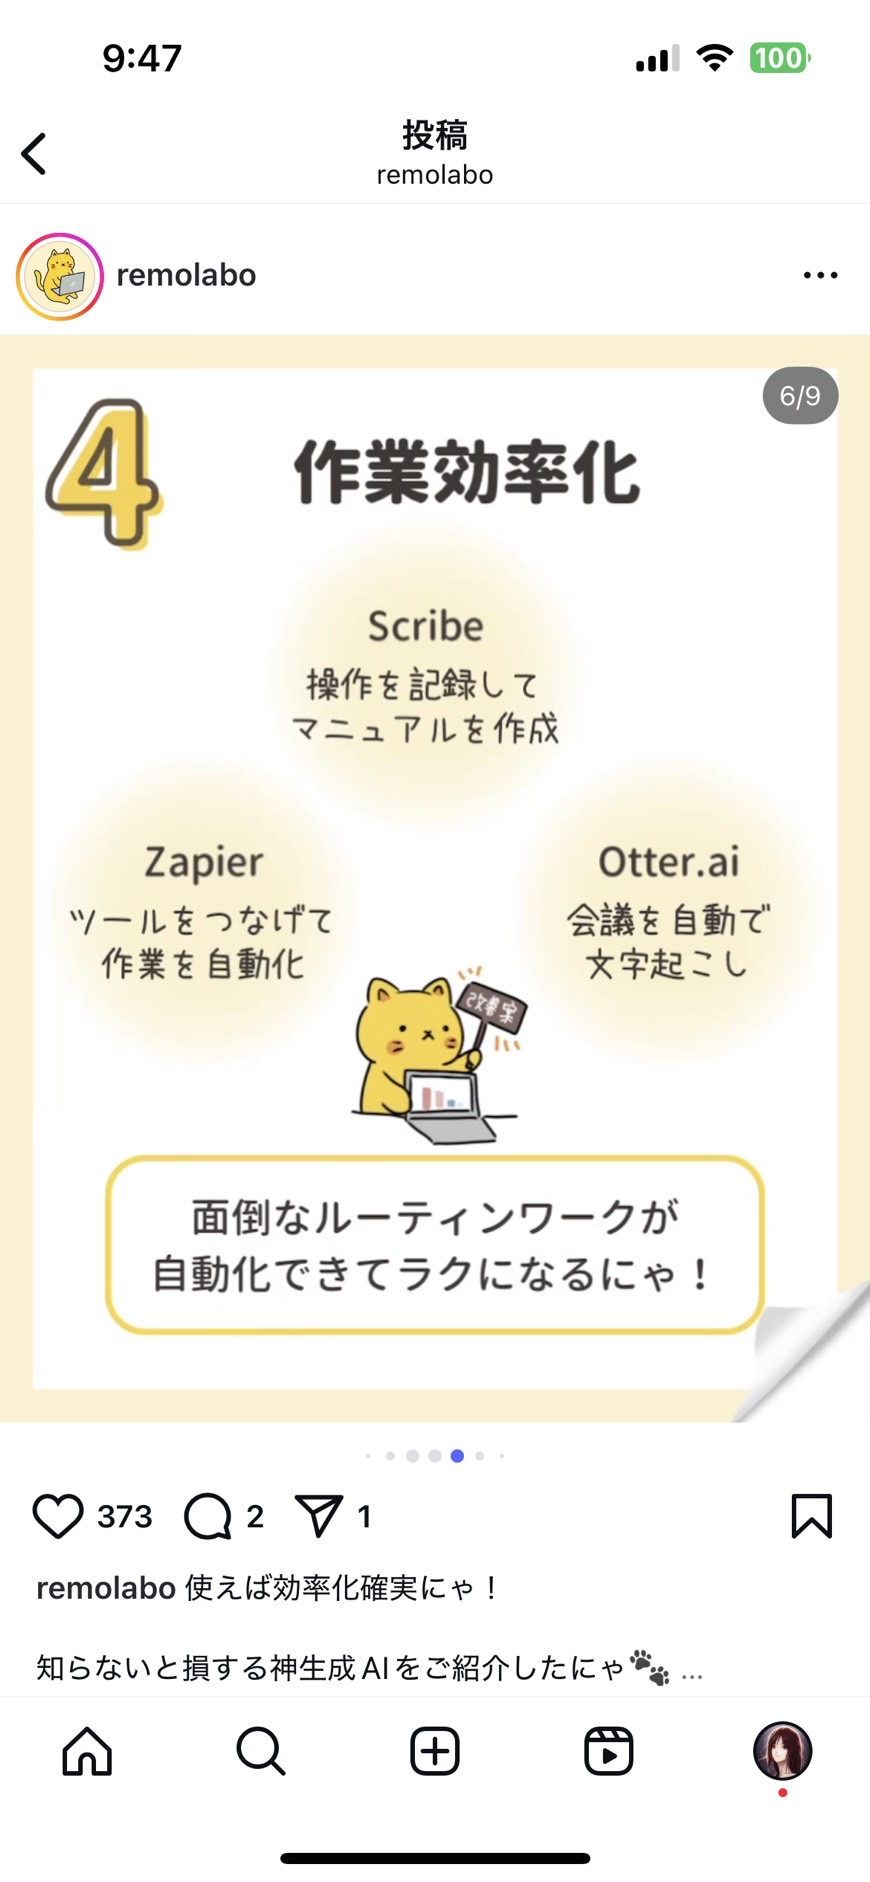 9:47
100
投稿
remolabo
remolabo
6/9
4
作業効率化
Scribe
操作を記録して
マニュアルを作成
Zapier
ツールをつなげて
作業を自動化
Otter.ai
会議を自動で
文字起こし
改善案
面倒なルーティンワークが
自動化できてラクになるにゃ！
373
2
1
remolabo 使えば効率化確実にゃ！
知らないと損する神生成AIをご紹介したにゃ🐾 ...